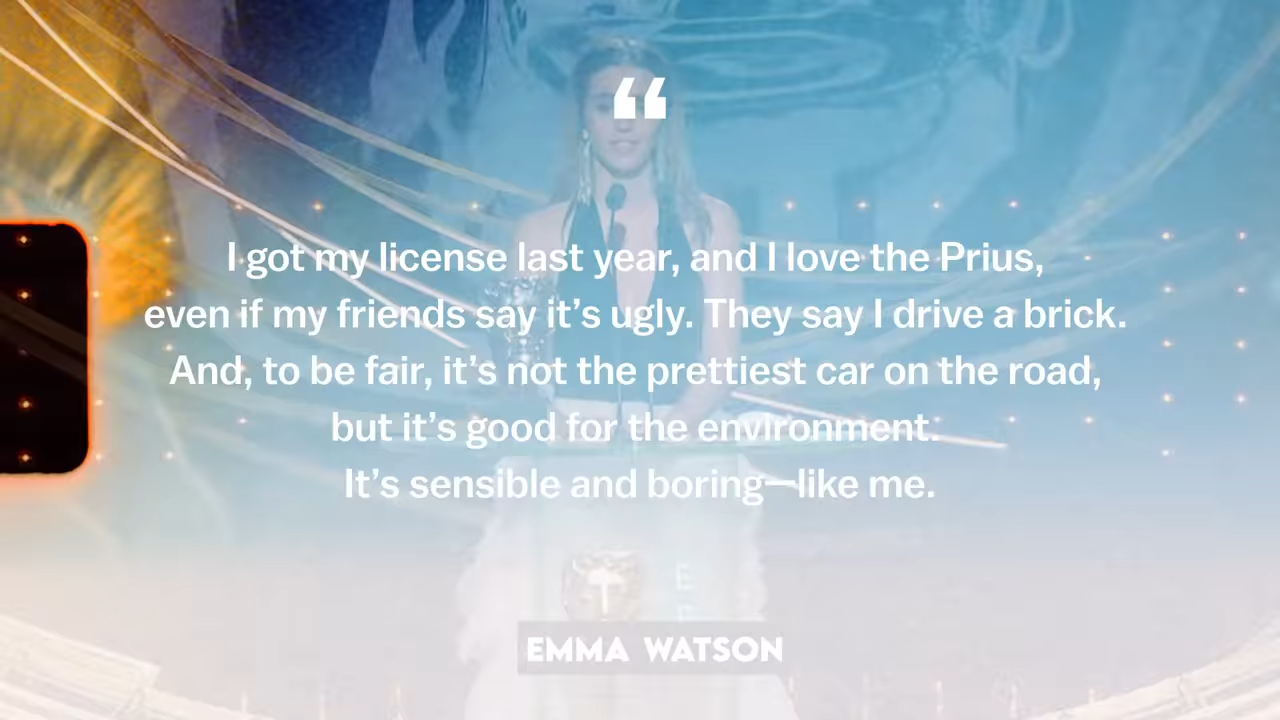 “
I got my license last year, and I love the Prius,
even if my friends say it’s ugly. They say I drive a brick.
And, to be fair, it’s not the prettiest car on the road,
but it’s good for the environment.
It’s sensible and boring—like me.
E
EMMA WATSON